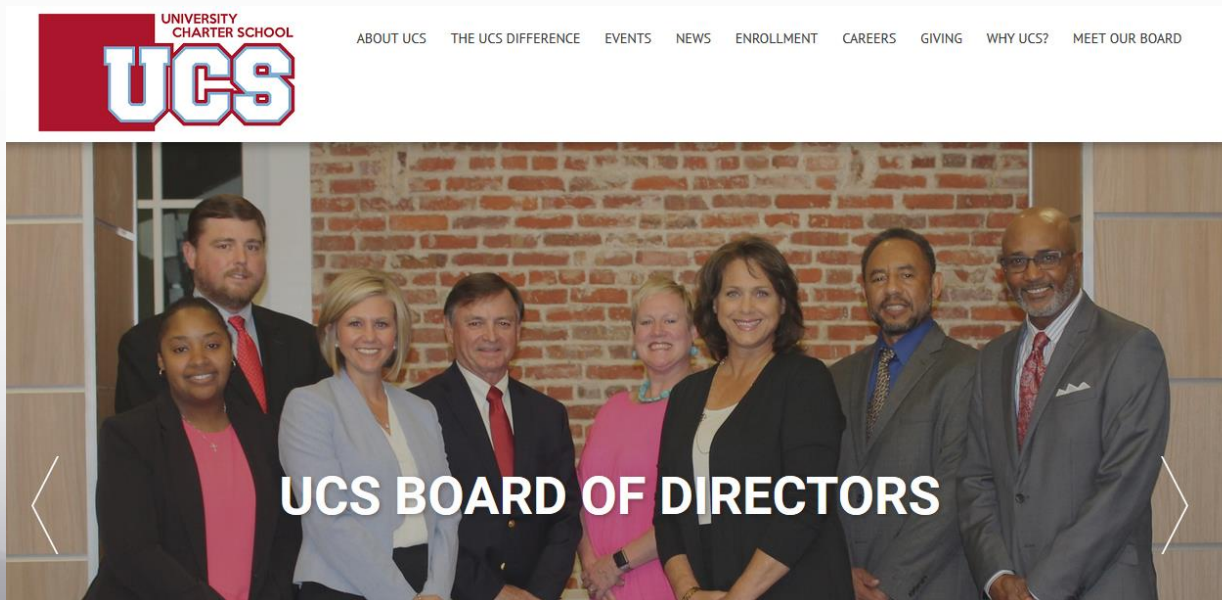 UNIVERSITY
CHARTER SCHOOL
UCS
ABOUT UCS THE UCS DIFFERENCE EVENTS NEWS ENROLLMENT CAREERS GIVING WHY UCS? MEET OUR BOARD
UCS BOARD OF DIRECTORS